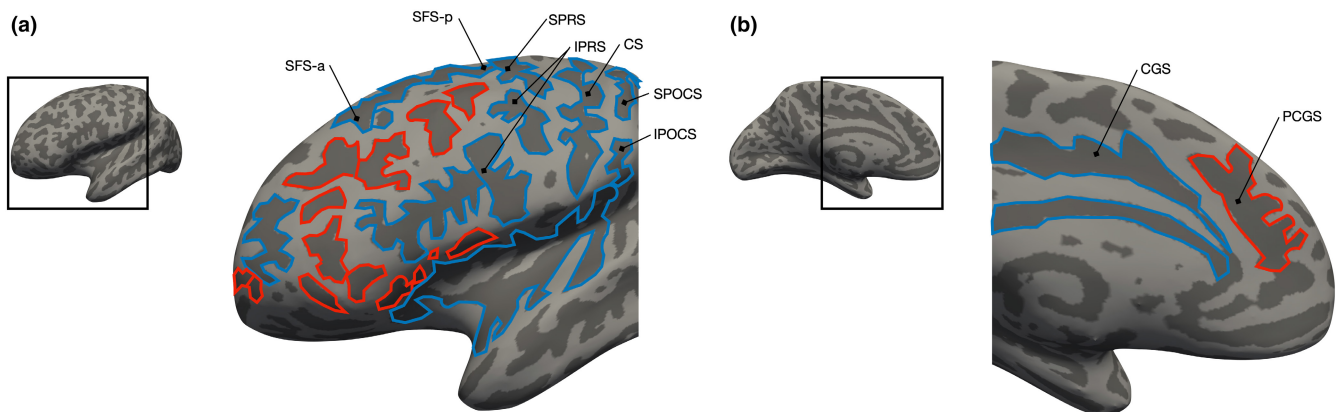 (a)
SFS-a
SFS-p
SPRS
IPRS
CS
SPOCS
IPOCS
(b)
CGS
PCGS